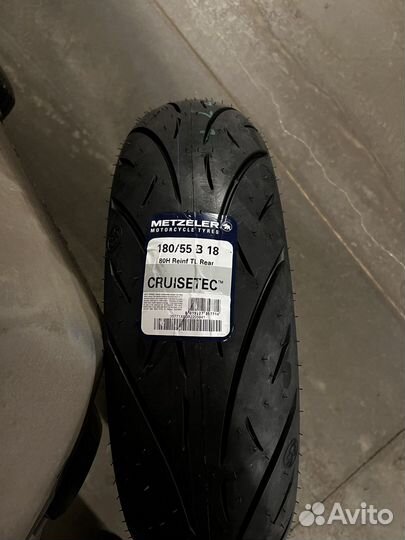 METZELER
MOTORCYCLE TYRES
180/55 B 18
80H Reinf TL Rear
CRUISETEC™
Avito